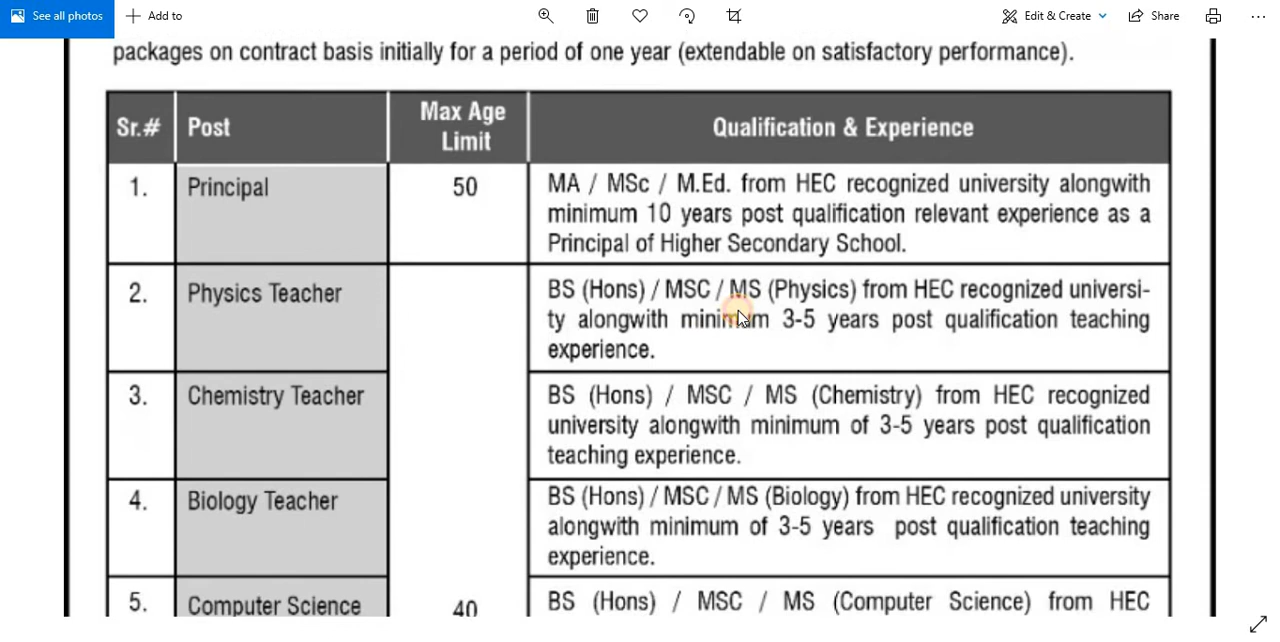 See all photos
Add to
Edit & Create
Share
packages on contract basis initially for a period of one year (extendable on satisfactory performance).
Sr.#
Post
Max Age
Limit
Qualification & Experience
1.
Principal
50
MA / MSc / M.Ed. from HEC recognized university alongwith
minimum 10 years post qualification relevant experience as a
Principal of Higher Secondary School.
2.
Physics Teacher
BS (Hons) / MSC / MS (Physics) from HEC recognized universi-
ty alongwith minimum 3-5 years post qualification teaching
experience.
3.
Chemistry Teacher
BS (Hons) / MSC / MS (Chemistry) from HEC recognized
university alongwith minimum of 3-5 years post qualification
teaching experience.
4.
Biology Teacher
BS (Hons) / MSC / MS (Biology) from HEC recognized university
alongwith minimum of 3-5 years post qualification teaching
experience.
5.
Computer Science
40
BS (Hons) / MSC / MS (Computer Science) from HEC